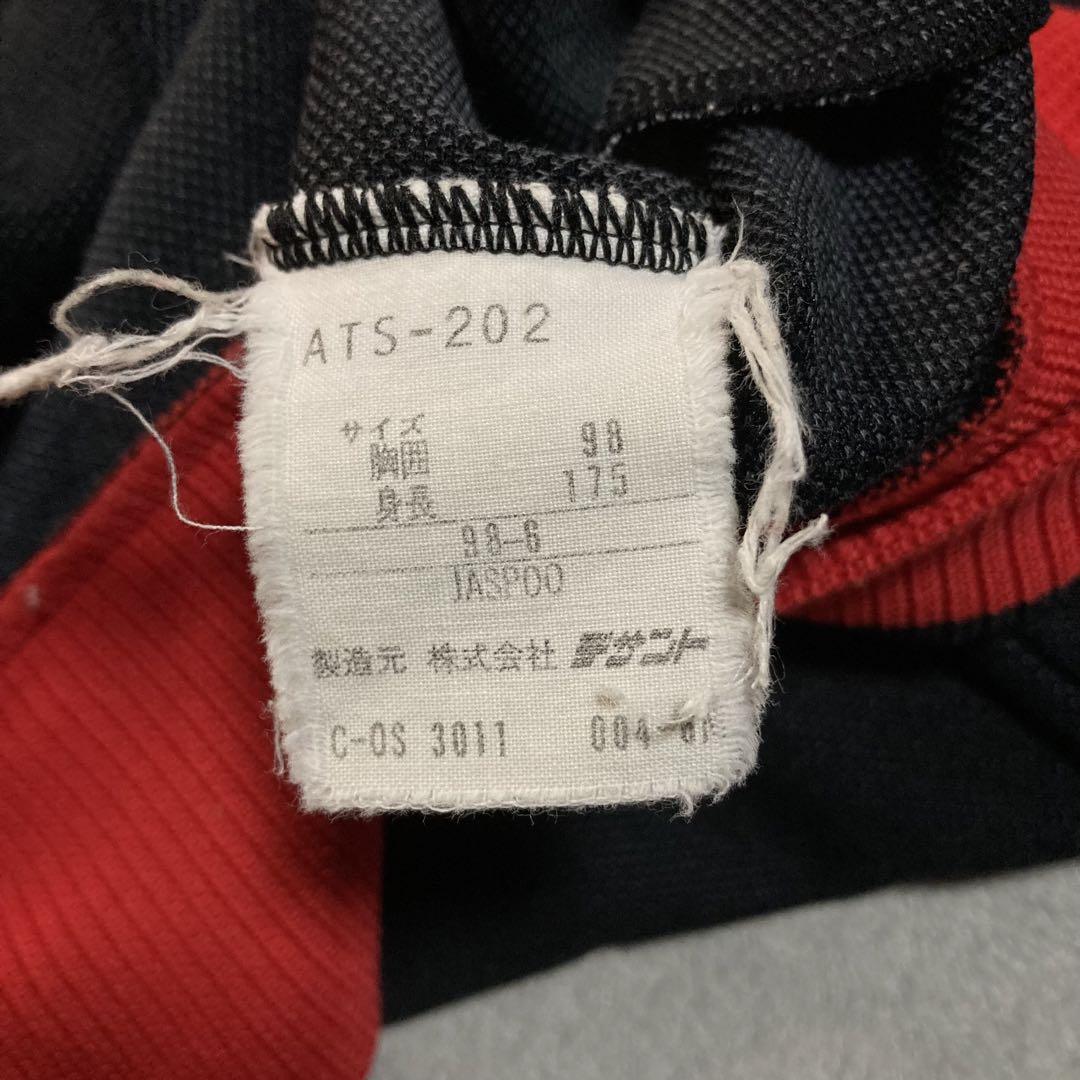 ATS-202
サイズ
胸囲 98
身長 175
98-6
JASPOO
製造元 株式会社 デサント
C-OS 3011 004-